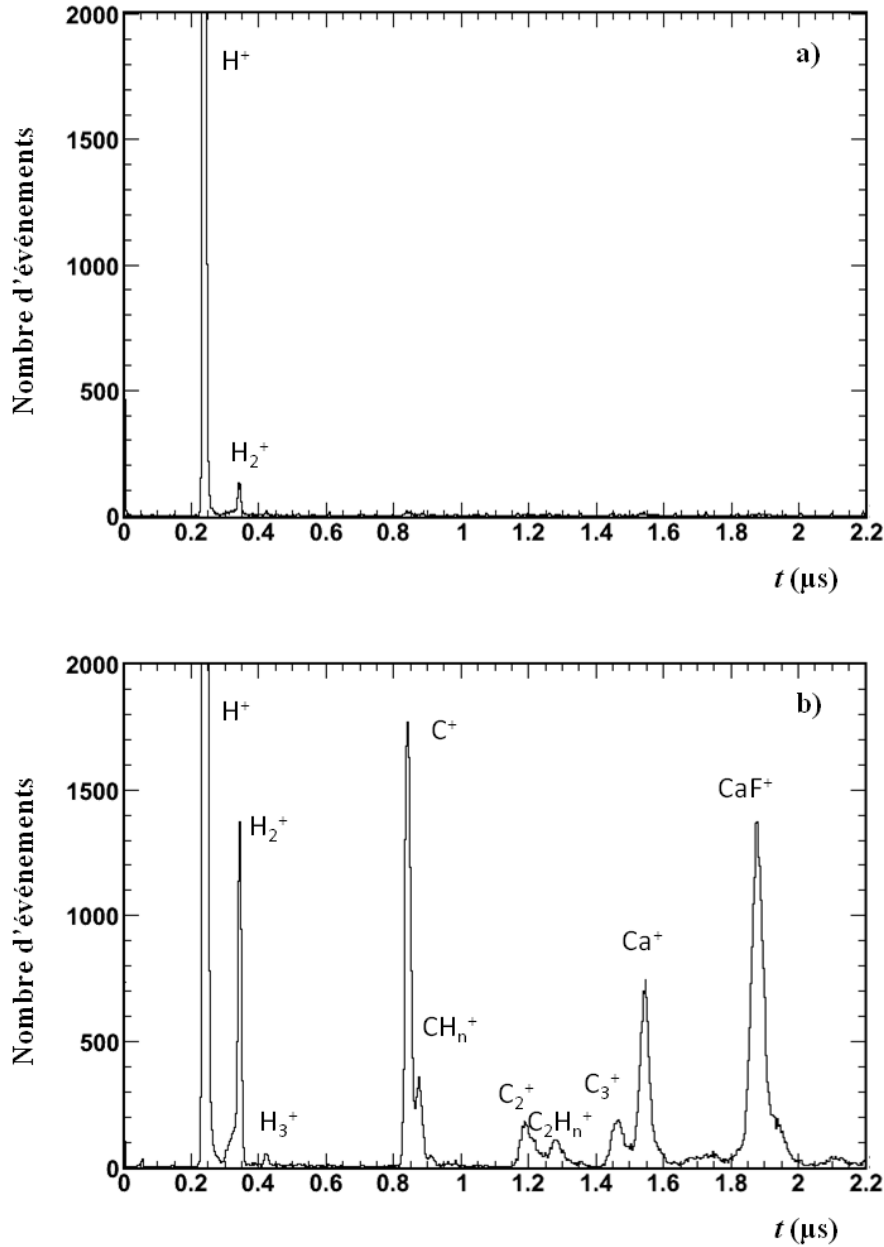 2000
a)
H⁺
1500
Nombre d'événements
1000
500
H₂⁺
0
0 0.2 0.4 0.6 0.8 1 1.2 1.4 1.6 1.8 2 2.2
t (µs)
2000
b)
H⁺
C⁺
CaF⁺
1500
H₂⁺
Nombre d'événements
1000
Ca⁺
CHₙ⁺
500
C₂⁺
C₃⁺
C₂Hₙ⁺
H₃⁺
0
0 0.2 0.4 0.6 0.8 1 1.2 1.4 1.6 1.8 2 2.2
t (µs)